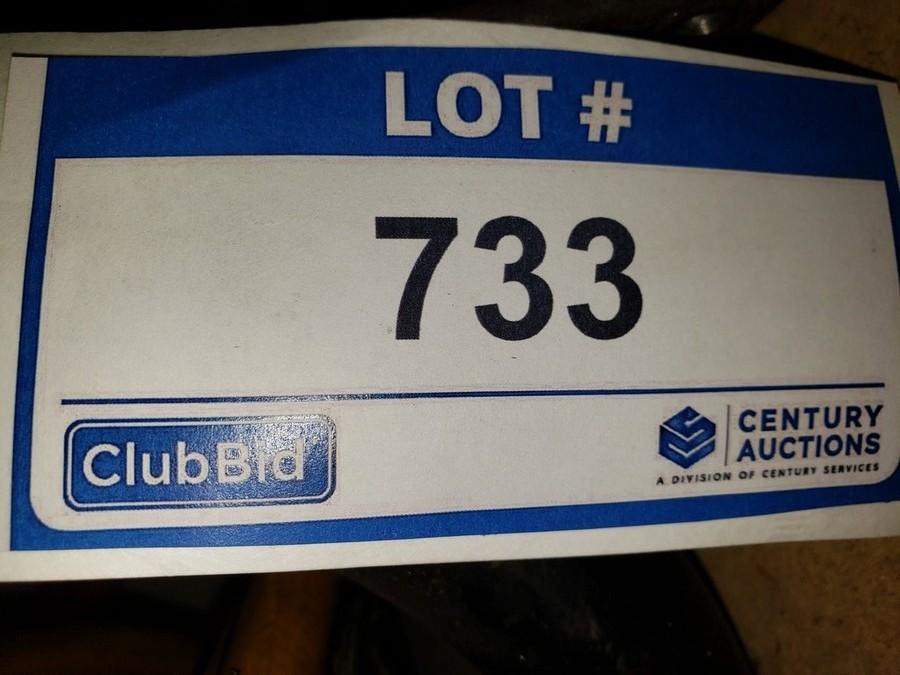 LOT #
733
ClubBid
CENTURY
AUCTIONS
A DIVISION OF CENTURY SERVICES